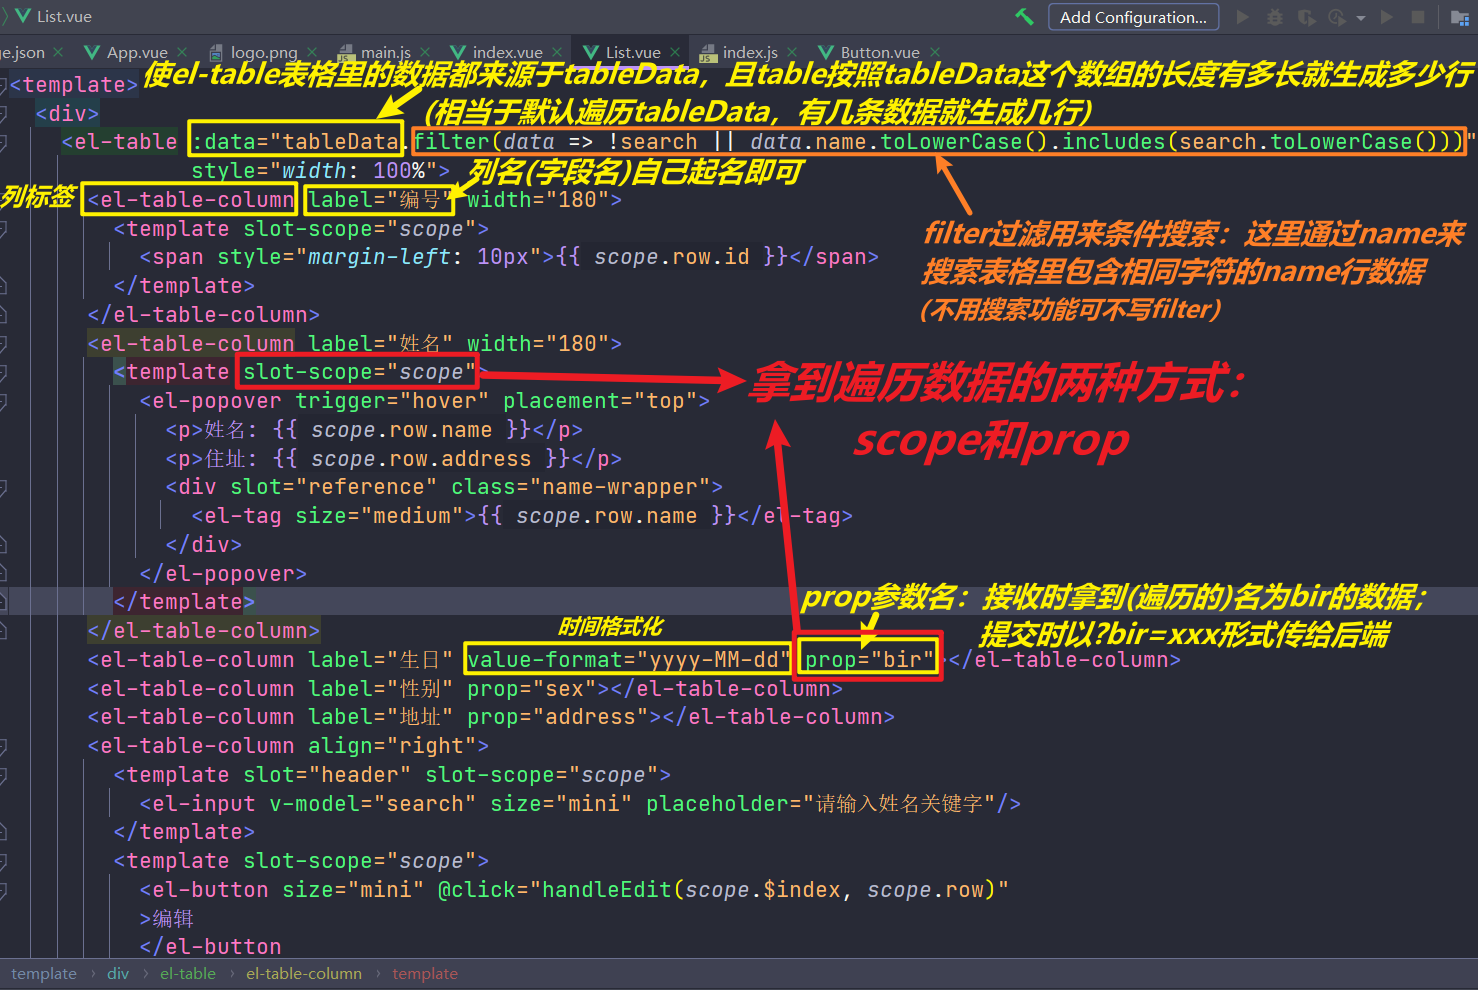 List.vue
Add Configuration...
e.json
App.vue
logo.png
main.js
index.vue
List.vue
index.js
Button.vue
<template>
使el-table表格里的数据都来源于tableData，且table按照tableData这个数组的长度有多长就生成多少行
<div>
(相当于默认遍历tableData，有几条数据就生成几行)
<el-table :data="tableData.filter(data => !search || data.name.toLowerCase().includes(search.toLowerCase()))"
style="width: 100%">
列名(字段名)自己起名即可
列标签
<el-table-column label="编号" width="180">
<template slot-scope="scope">
filter过滤用来条件搜索：这里通过name来
<span style="margin-left: 10px">{{ scope.row.id }}</span>
搜索表格里包含相同字符的name行数据
</template>
(不用搜索功能可不写filter)
</el-table-column>
<el-table-column label="姓名" width="180">
<template slot-scope="scope">
拿到遍历数据的两种方式：
<el-popover trigger="hover" placement="top">
<p>姓名: {{ scope.row.name }}</p>
scope和prop
<p>住址: {{ scope.row.address }}</p>
<div slot="reference" class="name-wrapper">
<el-tag size="medium">{{ scope.row.name }}</el-tag>
</div>
</el-popover>
</template>
prop参数名：接收时拿到(遍历的)名为bir的数据；
</el-table-column>
时间格式化
提交时以?bir=xxx形式传给后端
<el-table-column label="生日" value-format="yyyy-MM-dd" prop="bir"></el-table-column>
<el-table-column label="性别" prop="sex"></el-table-column>
<el-table-column label="地址" prop="address"></el-table-column>
<el-table-column align="right">
<template slot="header" slot-scope="scope">
<el-input v-model="search" size="mini" placeholder="请输入姓名关键字"/>
</template>
<template slot-scope="scope">
<el-button size="mini" @click="handleEdit(scope.$index, scope.row)"
>编辑
</el-button
template › div › el-table › el-table-column › template